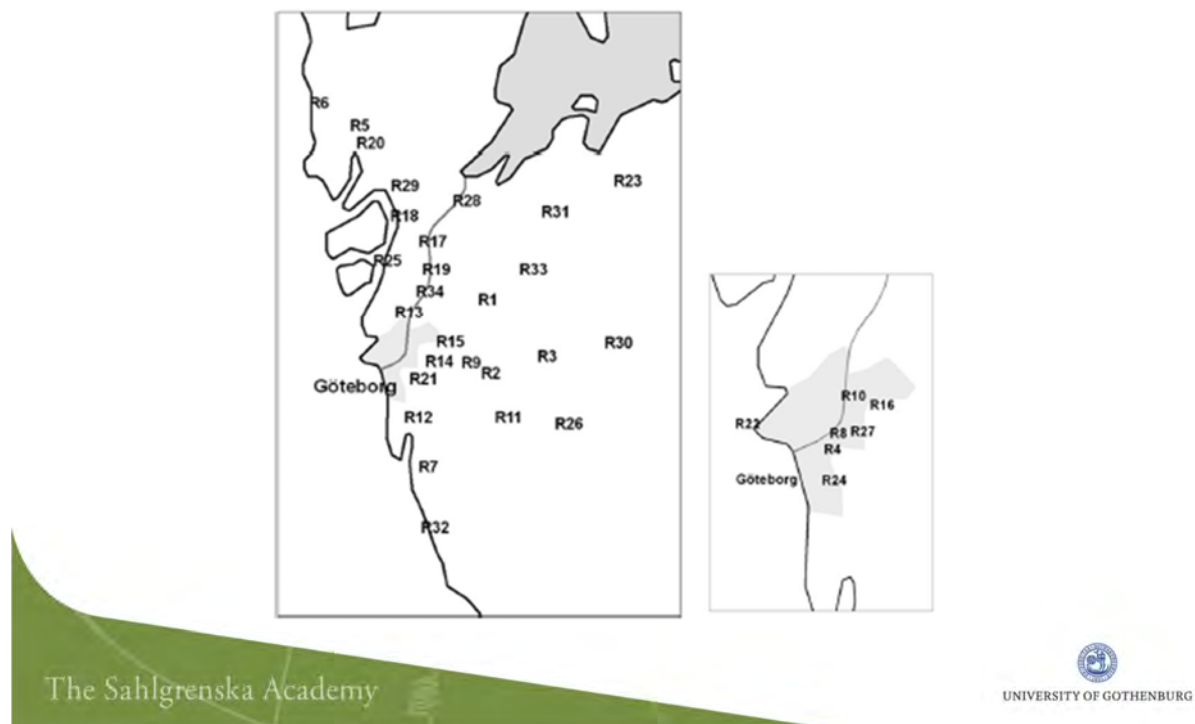 R6
R5
R20
R29
R18
R25
R28
R17
R19
R34
R13
R23
R31
R33
R1
R30
R15
R14
R9
R2
R3
R21
Göteborg
R12
R11
R26
R7
R32
R10
R16
R22
R8
R27
R4
Göteborg
R24
The Sahlgrenska Academy
UNIVERSITY OF GOTHENBURG